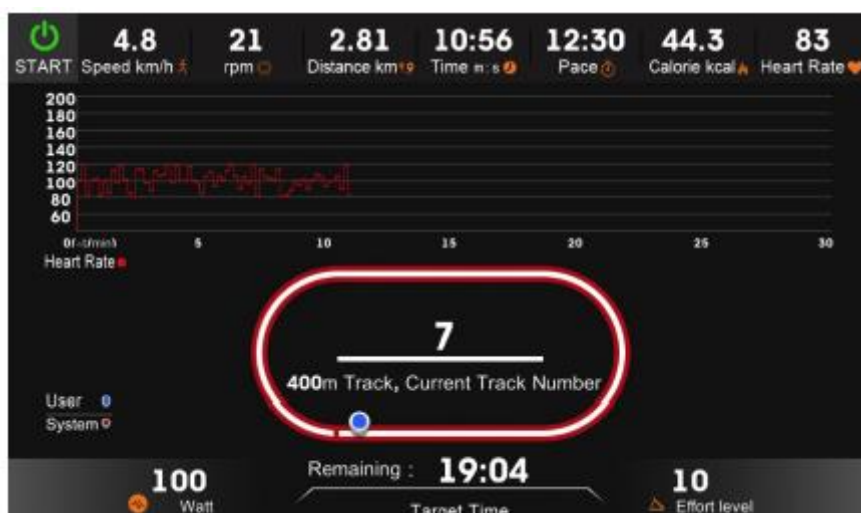 4.8 21 2.81 10:56 12:30 44.3 83
START Speed km/h rpm Distance km Time m:s Pace Calorie kcal Heart Rate
200
180
160
140
120
100
80
60
0 5 10 15 20 25 30
Heart Rate
7
400m Track, Current Track Number
User
System
Remaining : 19:04
100 10
Watt Effort level
Target Time